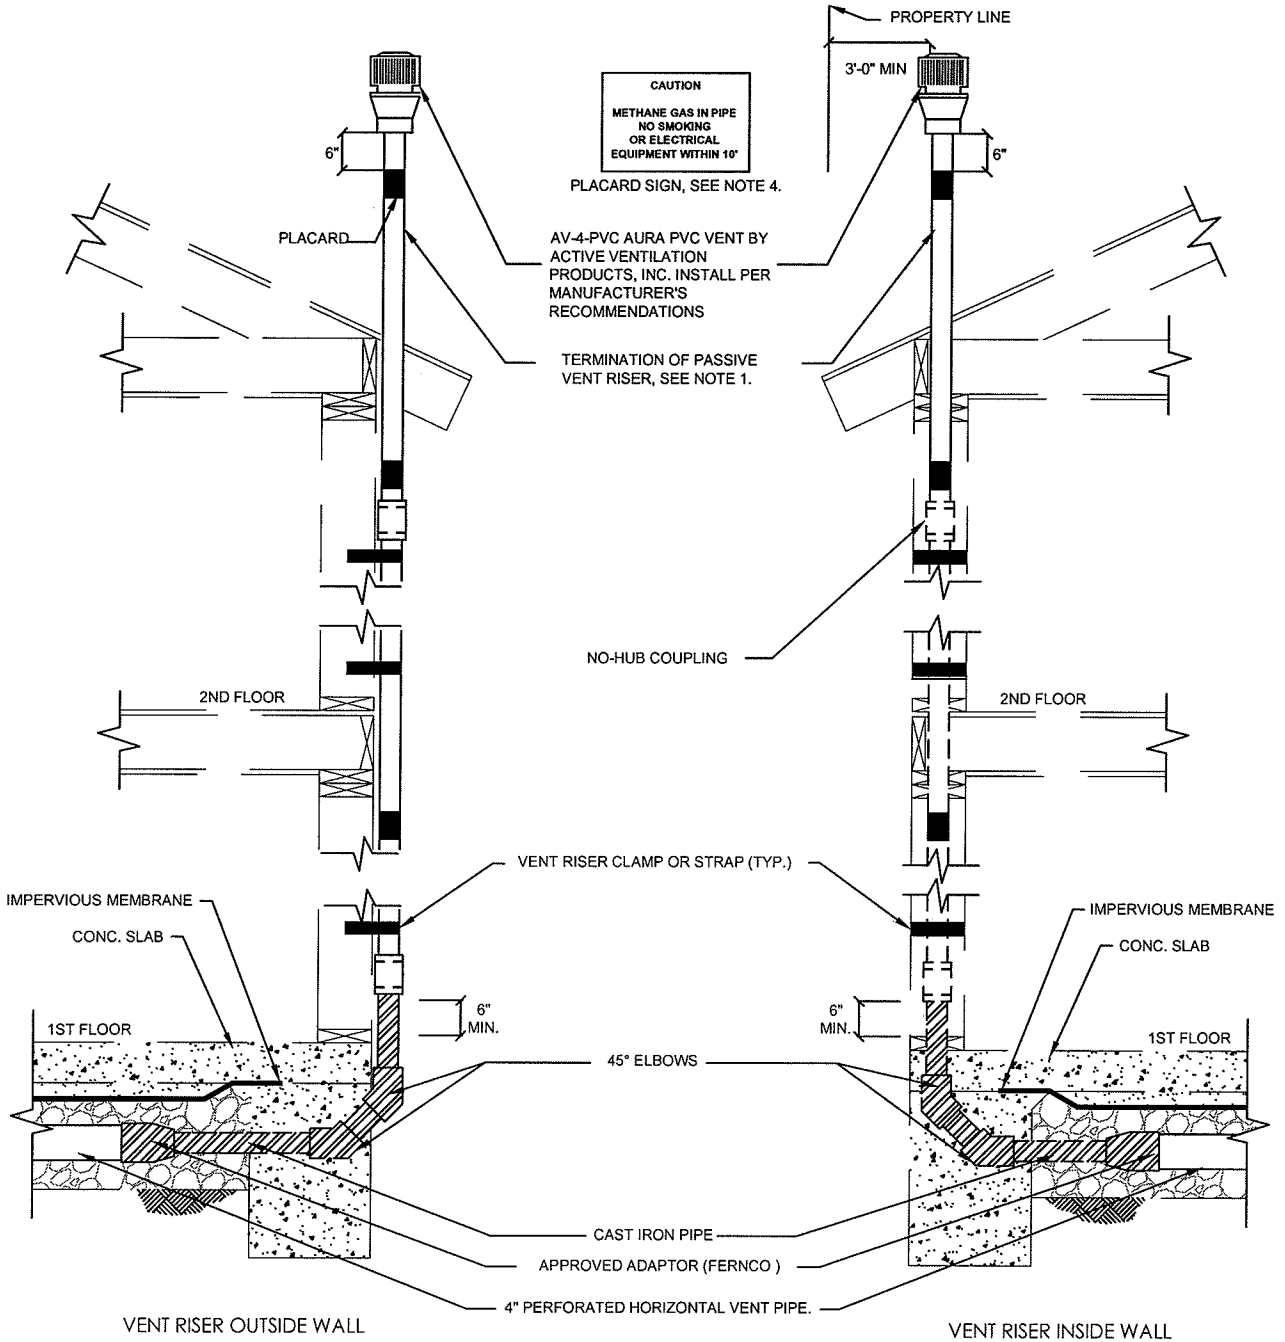 PROPERTY LINE
3'-0" MIN
CAUTION
METHANE GAS IN PIPE
NO SMOKING
OR ELECTRICAL
EQUIPMENT WITHIN 10'
6"
6"
PLACARD SIGN, SEE NOTE 4.
PLACARD
AV-4-PVC AURA PVC VENT BY
ACTIVE VENTILATION
PRODUCTS, INC. INSTALL PER
MANUFACTURER'S
RECOMMENDATIONS
TERMINATION OF PASSIVE
VENT RISER, SEE NOTE 1.
NO-HUB COUPLING
2ND FLOOR
2ND FLOOR
VENT RISER CLAMP OR STRAP (TYP.)
IMPERVIOUS MEMBRANE
IMPERVIOUS MEMBRANE
CONC. SLAB
CONC. SLAB
6"
MIN.
6"
MIN.
1ST FLOOR
1ST FLOOR
45° ELBOWS
CAST IRON PIPE
APPROVED ADAPTOR (FERNCO )
4" PERFORATED HORIZONTAL VENT PIPE.
VENT RISER OUTSIDE WALL
VENT RISER INSIDE WALL